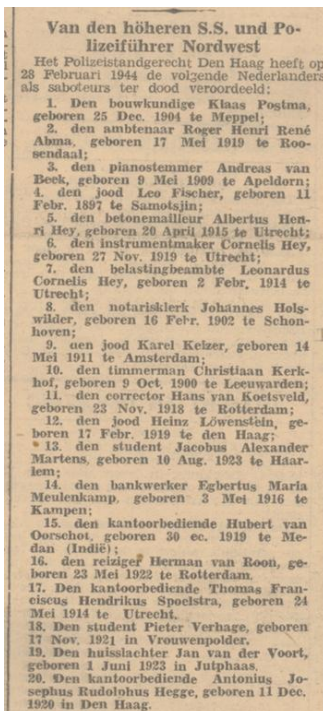 Van den höheren S.S. und Po-
lizeiführer Nordwest
Het Polizeistandgerecht Den Haag heeft op
28 Februari 1944 de volgende Nederlanders
als saboteurs ter dood veroordeeld:
1. Den bouwkundige Klaas Postma,
geboren 25 Dec. 1904 te Meppel;
2. den ambtenaar Roger Henri René
Abma, geboren 17 Mei 1919 te Roo-
sendaal;
3. den pianostemmer Andreas van
Beek, geboren 9 Mei 1909 te Apeldorn;
4. den jood Leo Fischer, geboren 11
Febr. 1897 te Samotsjin;
5. den betonemailleur Albertus Hen-
ri Hey, geboren 20 April 1915 te Utrecht;
6. den instrumentmaker Cornelis Hey,
geboren 27 Nov. 1919 te Utrecht;
7. den belastingbeambte Leonardus
Cornelis Hey, geboren 2 Febr. 1914 te
Utrecht;
8. den notarisklerk Johannes Hols-
wilder, geboren 16 Febr. 1902 te Schon-
hoven;
9. den jood Karel Keizer, geboren 14
Mei 1911 te Amsterdam;
10. den timmerman Christiaan Kerk-
hof, geboren 9 Oct. 1900 te Leeuwarden;
11. den corrector Hans van Koetsveld,
geboren 23 Nov. 1918 te Rotterdam;
12. den jood Heinz Löwenstein, ge-
boren 17 Febr. 1919 te den Haag;
13. den student Jacobus Alexander
Martens, geboren 10 Aug. 1923 te Haar-
lem;
14. den bankwerker Egbertus Maria
Meulenkamp, geboren 3 Mei 1916 te
Kampen;
15. den kantoorbediende Hubert van
Oorschot, geboren 30 ec. 1919 te Me-
dan (Indië);
16. den reiziger Herman van Roon, ge-
boren 23 Mei 1922 te Rotterdam.
17. Den kantoorbediende Thomas Fran-
ciscus Hendrikus Spoelstra, geboren 24
Mei 1914 te Utrecht.
18. Den student Pieter Verhage, geboren
17 Nov. 1921 in Vrouwenpolder.
19. Den huisslachter Jan van der Voort,
geboren 1 Juni 1923 in Jutphaas.
20. Den kantoorbediende Antonius Jo-
sephus Rudolohus Hegge, geboren 11 Dec.
1920 in Den Haag.